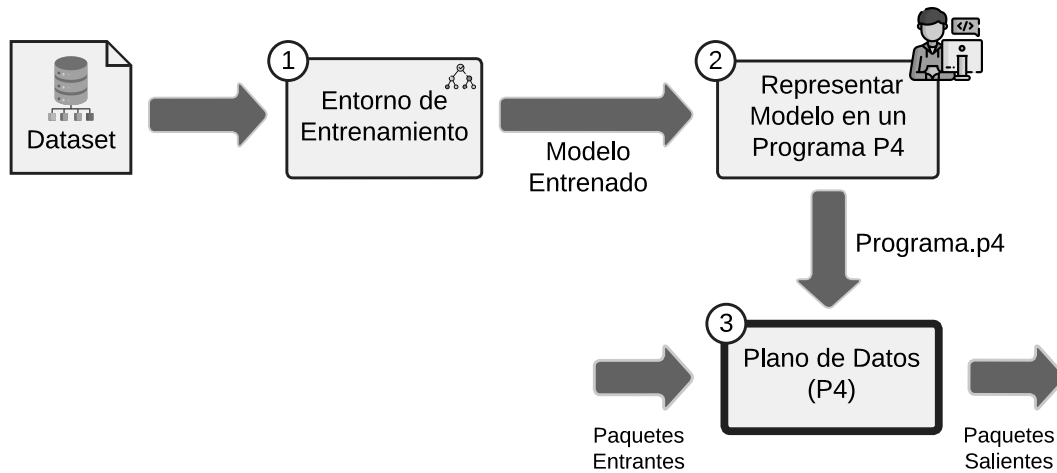 Dataset
1
Entorno de
Entrenamiento
Modelo
Entrenado
2
</>
Representar
Modelo en un
Programa P4
Programa.p4
3
Plano de Datos
(P4)
Paquetes
Entrantes
Paquetes
Salientes